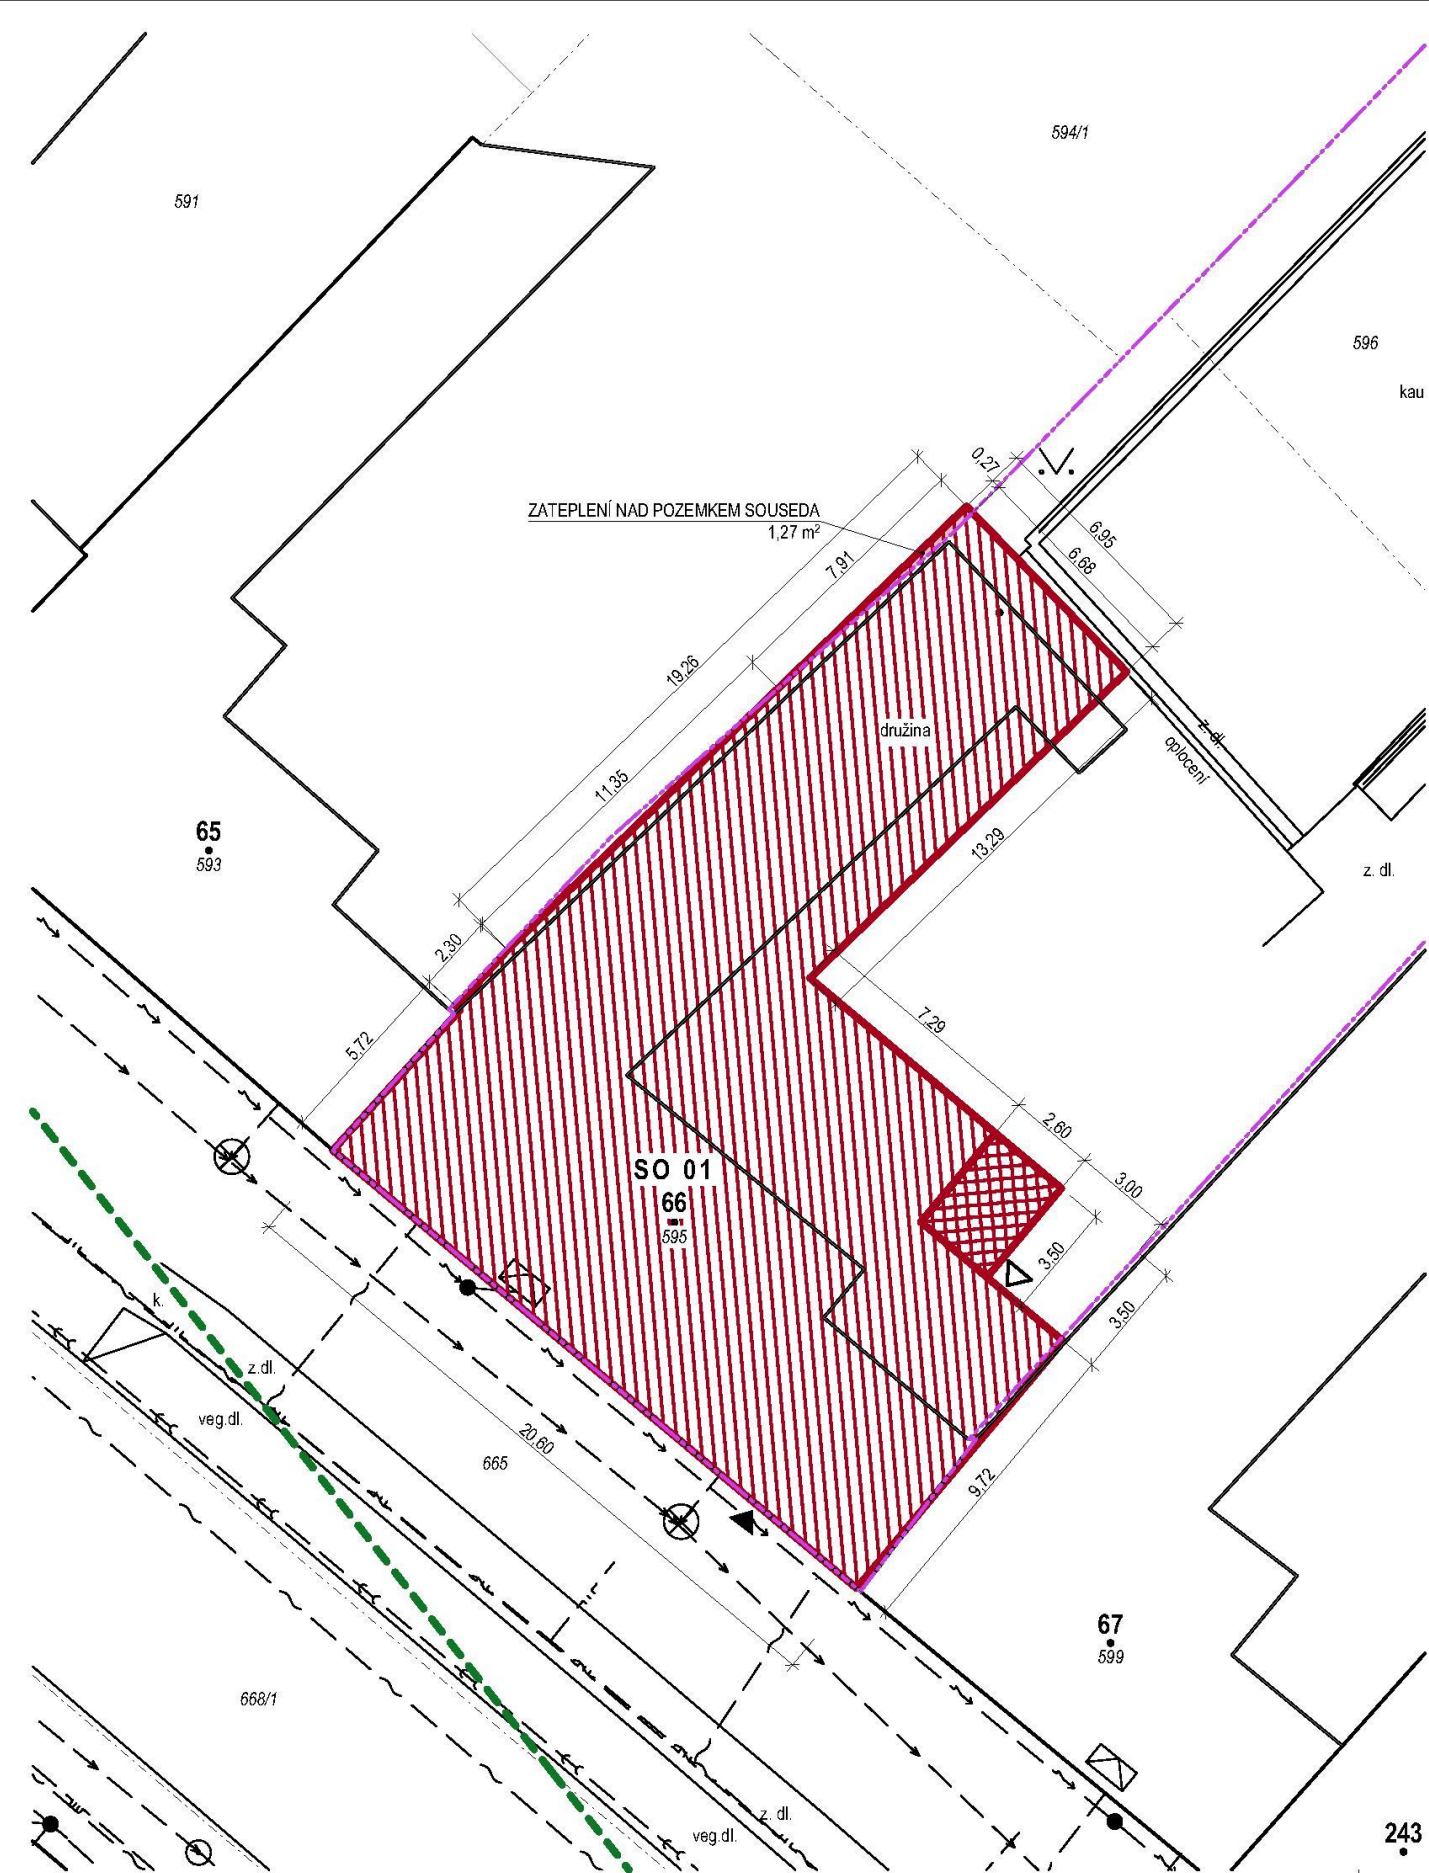 594/1
591
596
kau
0,27
ZATEPLENÍ NAD POZEMKEM SOUSEDA
1,27 m²
6,95
6,68
7,91
19,26
družina
z. dl.
oplocení
11,35
65
593
13,29
z. dl.
2,30
7,29
5,72
2,60
SO 01
66
595
3,00
3,50
3,50
k.
z.dl.
veg.dl.
20,60
665
9,72
67
599
668/1
z. dl.
veg.dl.
243